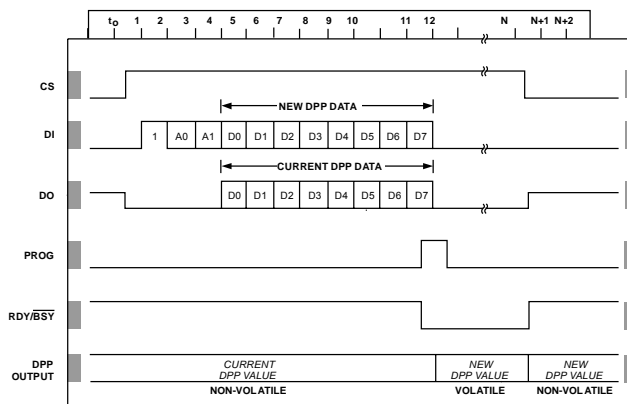 to 1 2 3 4 5 6 7 8 9 10 11 12 N N+1 N+2
CS
NEW DPP DATA
DI 1 A0 A1 D0 D1 D2 D3 D4 D5 D6 D7
CURRENT DPP DATA
DO D0 D1 D2 D3 D4 D5 D6 D7
PROG
RDY/BSY
DPP OUTPUT
CURRENT DPP VALUE
NON-VOLATILE
NEW DPP VALUE
VOLATILE
NEW DPP VALUE
NON-VOLATILE